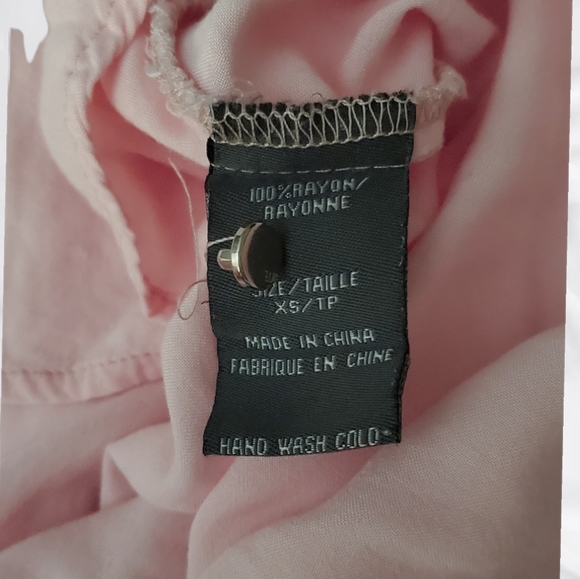 100%RAYON/
RAYONNE
SIZE/TAILLE
XS/TP
MADE IN CHINA
FABRIQUE EN CHINE
HAND WASH COLD